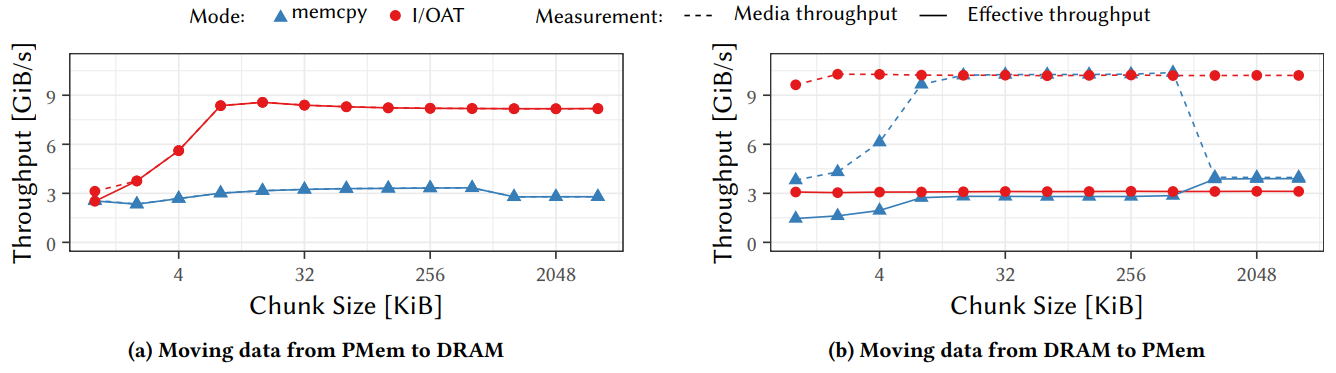 Mode: memcpy I/OAT Measurement: Media throughput Effective throughput
Throughput [GiB/s]
9
6
3
0
4 32 256 2048
Chunk Size [KiB]
(a) Moving data from PMem to DRAM
Throughput [GiB/s]
9
6
3
0
4 32 256 2048
Chunk Size [KiB]
(b) Moving data from DRAM to PMem